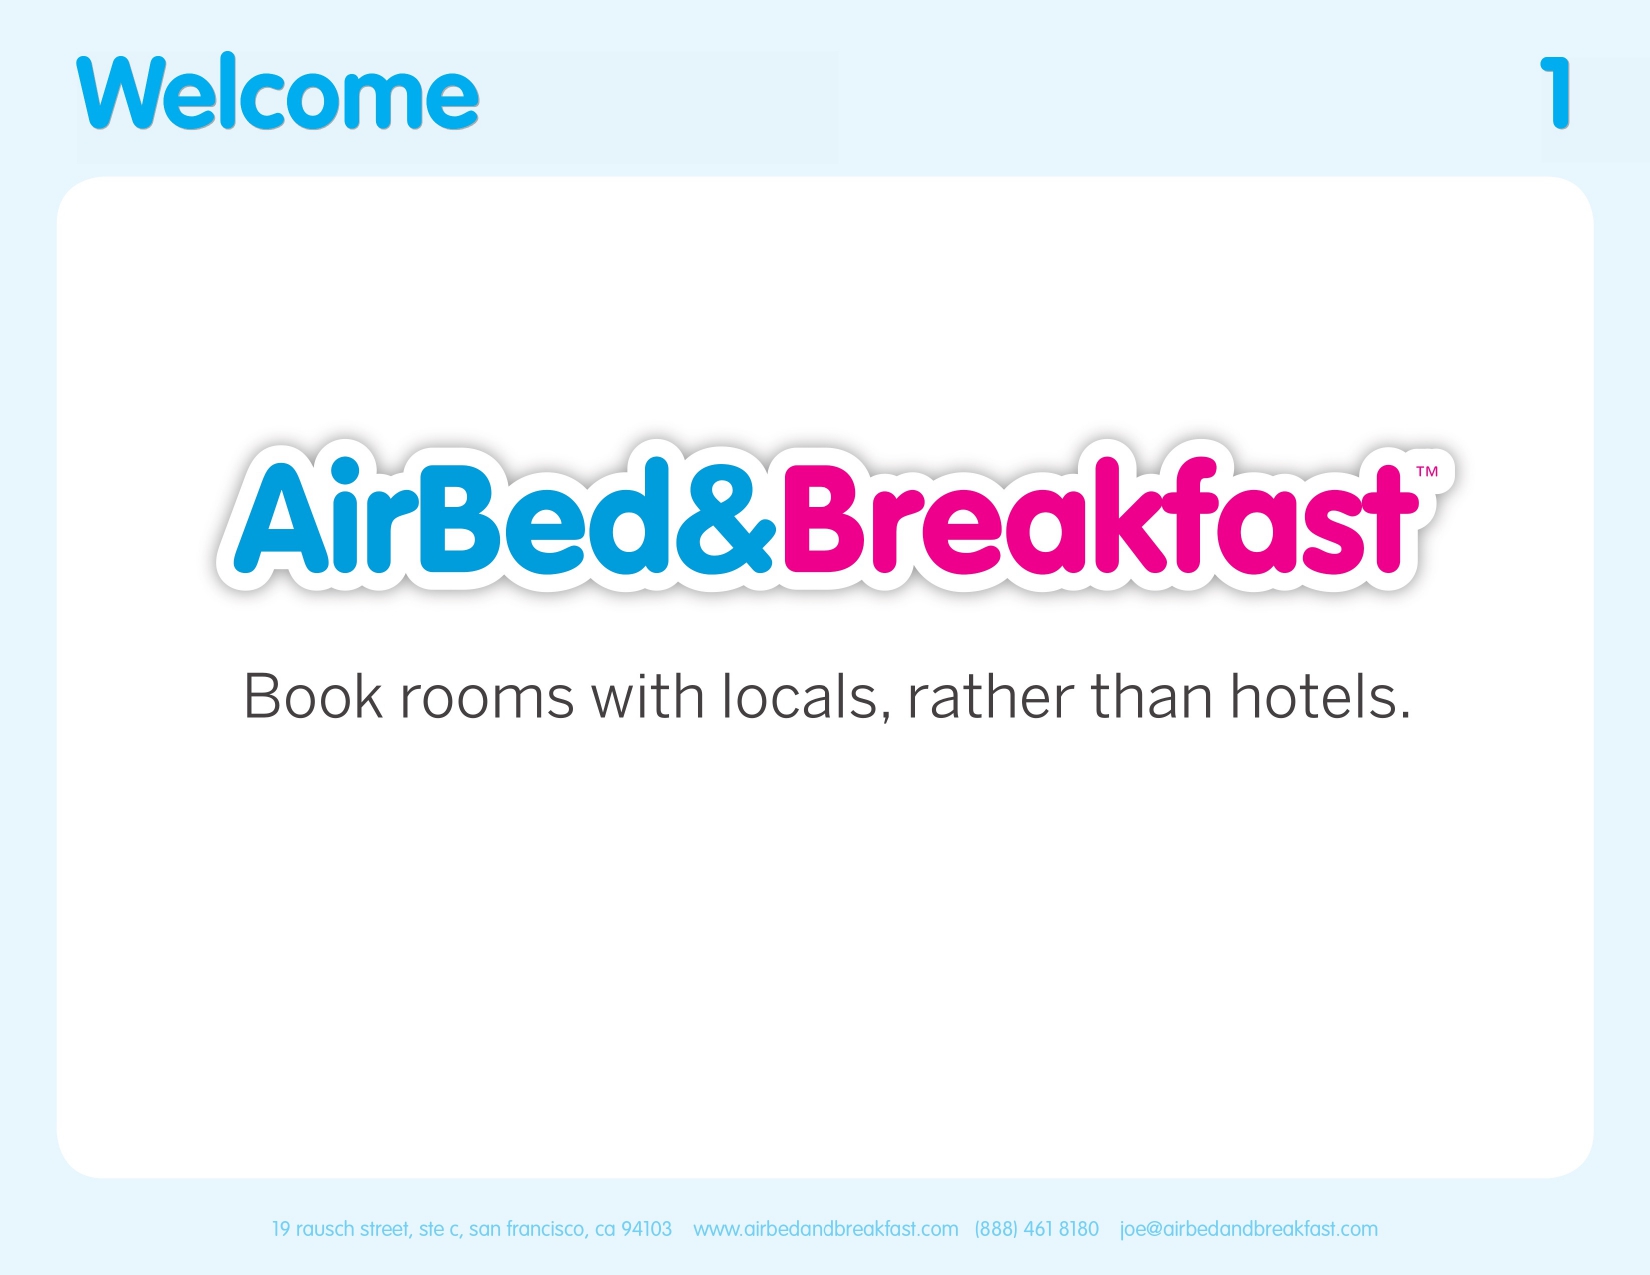 Welcome
1
AirBed&Breakfast™
Book rooms with locals, rather than hotels.
19 rausch street, ste c, san francisco, ca 94103 www.airbedandbreakfast.com (888) 461 8180 joe@airbedandbreakfast.com